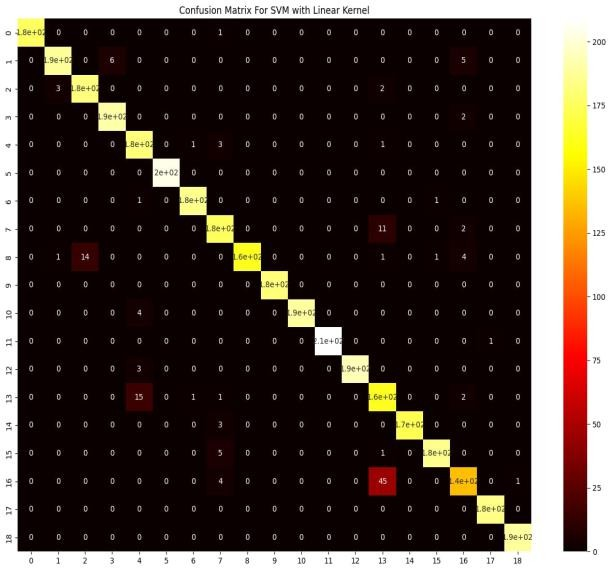 Confusion Matrix For SVM with Linear Kernel
0 1.8e+02 0 0 0 0 0 0 1 0 0 0 0 0 0 0 0 0 0 0
1 0 1.9e+02 0 6 0 0 0 0 0 0 0 0 0 0 0 0 5 0 0
2 0 3 1.8e+02 0 0 0 0 0 0 0 0 0 0 2 0 0 0 0 0
3 0 0 0 1.9e+02 0 0 0 0 0 0 0 0 0 0 0 0 2 0 0
4 0 0 0 0 1.8e+02 0 1 3 0 0 0 0 0 1 0 0 0 0 0
5 0 0 0 0 0 2e+02 0 0 0 0 0 0 0 0 0 0 0 0 0
6 0 0 0 0 1 0 1.8e+02 0 0 0 0 0 0 0 0 1 0 0 0
7 0 0 0 0 0 0 0 1.8e+02 0 0 0 0 0 11 0 0 2 0 0
8 0 1 14 0 0 0 0 0 1.6e+02 0 0 0 0 1 0 1 4 0 0
9 0 0 0 0 0 0 0 0 0 1.8e+02 0 0 0 0 0 0 0 0 0
10 0 0 0 0 4 0 0 0 0 0 1.9e+02 0 0 0 0 0 0 0 0
11 0 0 0 0 0 0 0 0 0 0 0 2.1e+02 0 0 0 0 0 1 0
12 0 0 0 0 3 0 0 0 0 0 0 0 1.9e+02 0 0 0 0 0 0
13 0 0 0 0 15 0 1 1 0 0 0 0 0 1.6e+02 0 0 2 0 0
14 0 0 0 0 0 0 0 3 0 0 0 0 0 0 1.7e+02 0 0 0 0
15 0 0 0 0 0 0 0 5 0 0 0 0 0 1 0 1.8e+02 0 0 0
16 0 0 0 0 0 0 0 4 0 0 0 0 0 45 0 0 1.4e+02 0 1
17 0 0 0 0 0 0 0 0 0 0 0 0 0 0 0 0 0 1.8e+02 0
18 0 0 0 0 0 0 0 0 0 0 0 0 0 0 0 0 0 0 1.9e+02
0 1 2 3 4 5 6 7 8 9 10 11 12 13 14 15 16 17 18
200
175
150
125
100
75
50
25
0